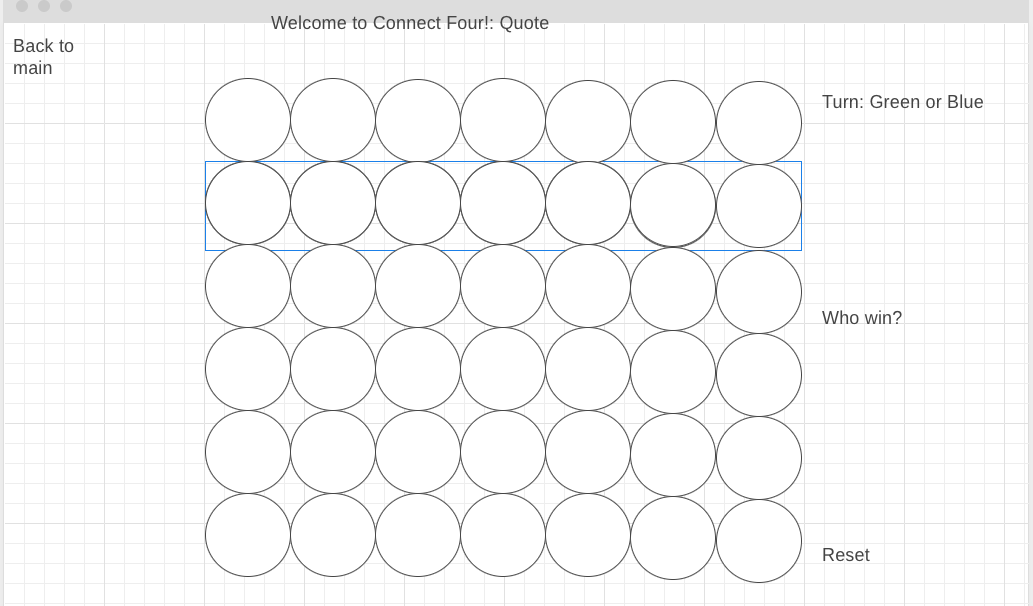 Welcome to Connect Four!: Quote
Back to
main
Turn: Green or Blue
Who win?
Reset